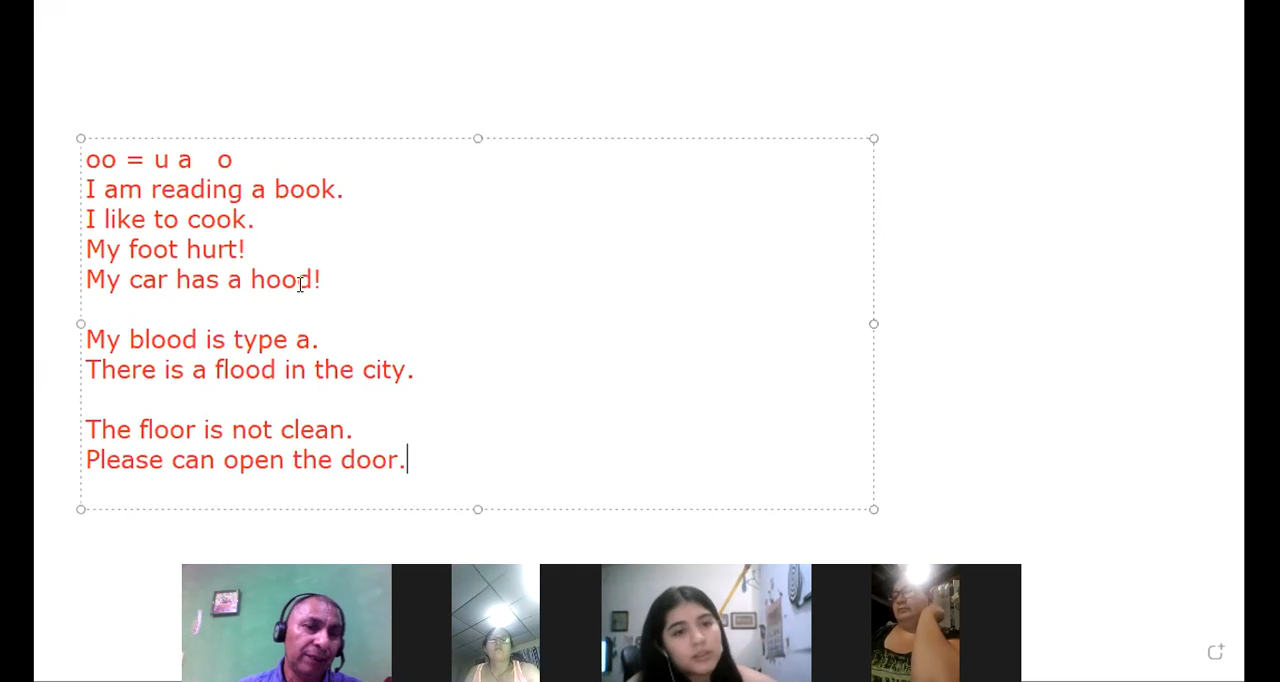 oo = u a   o
I am reading a book.
I like to cook.
My foot hurt!
My car has a hood!
My blood is type a.
There is a flood in the city.
The floor is not clean.
Please can open the door.